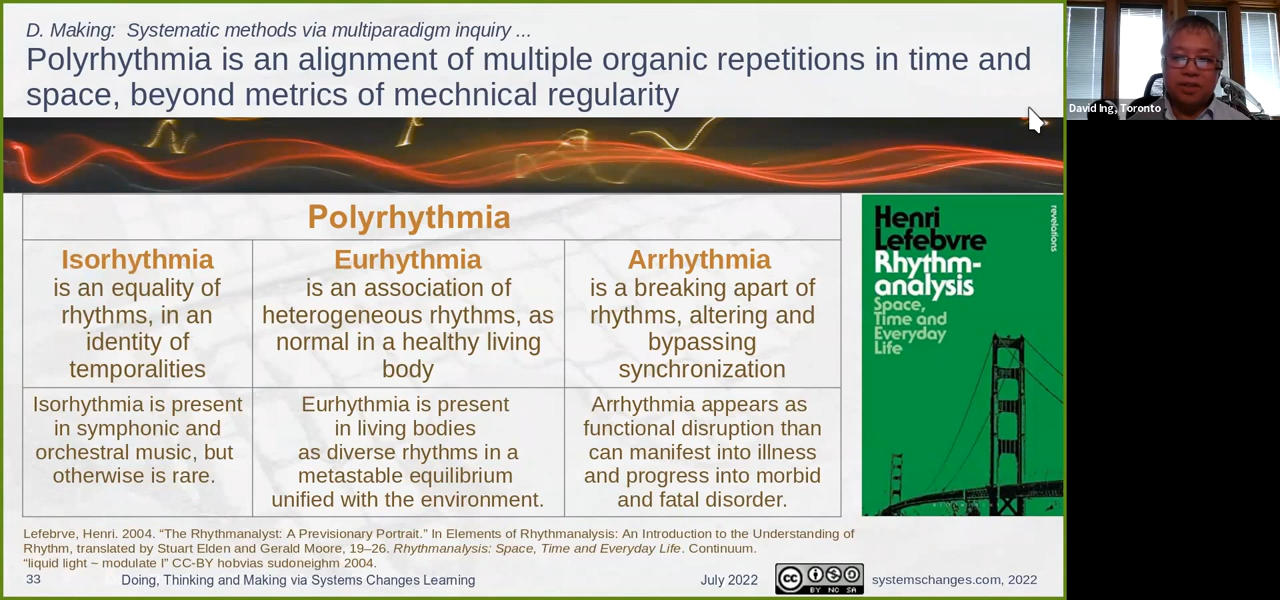 D. Making:  Systematic methods via multiparadigm inquiry ...
Polyrhythmia is an alignment of multiple organic repetitions in time and
space, beyond metrics of mechnical regularity
David Ing, Toronto
Polyrhythmia
Isorhythmia
is an equality of
rhythms, in an
identity of
temporalities
Eurhythmia
is an association of
heterogeneous rhythms, as
normal in a healthy living
body
Arrhythmia
is a breaking apart of
rhythms, altering and
bypassing
synchronization
Isorhythmia is present
in symphonic and
orchestral music, but
otherwise is rare.
Eurhythmia is present
in living bodies
as diverse rhythms in a
metastable equilibrium
unified with the environment.
Arrhythmia appears as
functional disruption than
can manifest into illness
and progress into morbid
and fatal disorder.
Henri
Lefebvre
Rhythm-
analysis
Space,
Time and
Everyday
Life
revelations
Lefebrve, Henri. 2004. “The Rhythmanalyst: A Previsionary Portrait.” In Elements of Rhythmanalysis: An Introduction to the Understanding of
Rhythm, translated by Stuart Elden and Gerald Moore, 19–26. Rhythmanalysis: Space, Time and Everyday Life. Continuum.
“liquid light ~ modulate I” CC-BY hobvias sudoneighm 2004.
33
Doing, Thinking and Making via Systems Changes Learning
July 2022
cc
BY NC SA
systemschanges.com, 2022